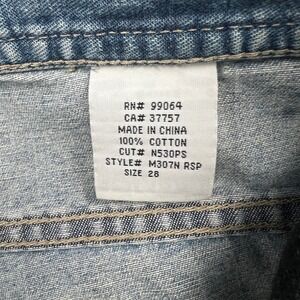 RN# 99064
CA# 37757
MADE IN CHINA
100% COTTON
CUT# N530PS
STYLE# M307N RSP
SIZE 28